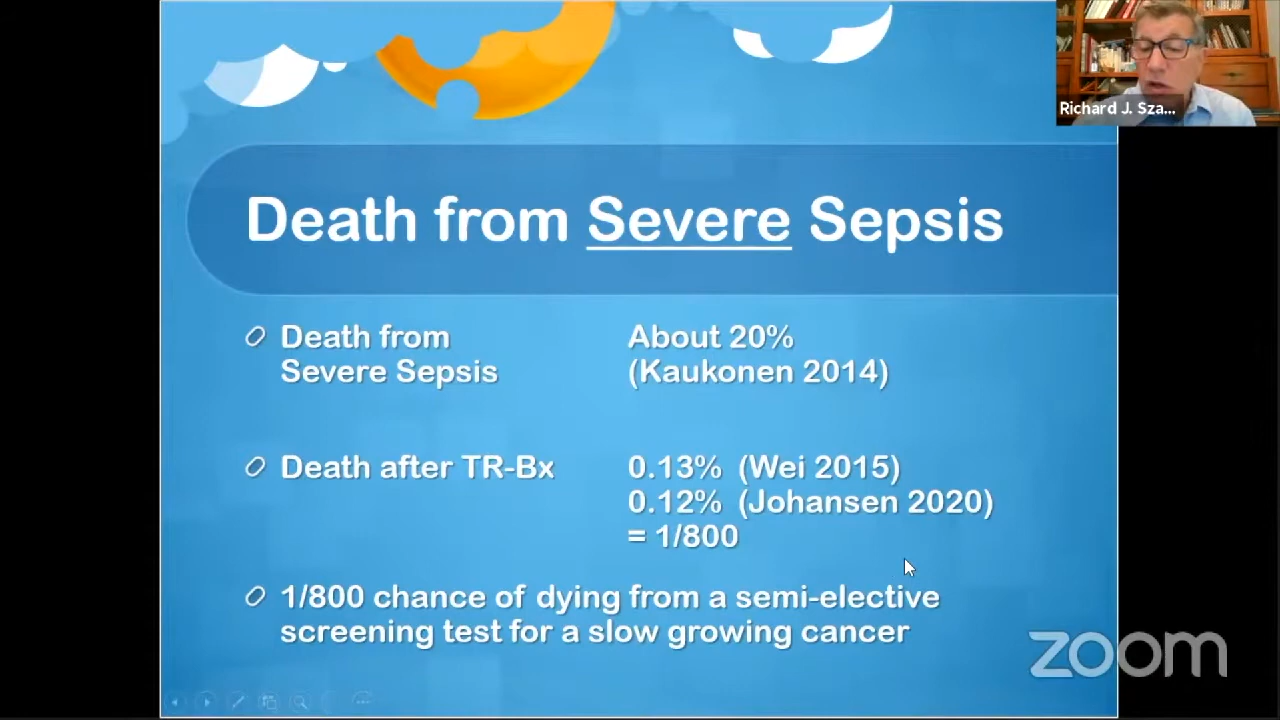 Richard J. Sza...
Death from Severe Sepsis
Death from
Severe Sepsis
About 20%
(Kaukonen 2014)
Death after TR-Bx
0.13% (Wei 2015)
0.12% (Johansen 2020)
= 1/800
1/800 chance of dying from a semi-elective
screening test for a slow growing cancer
zoom